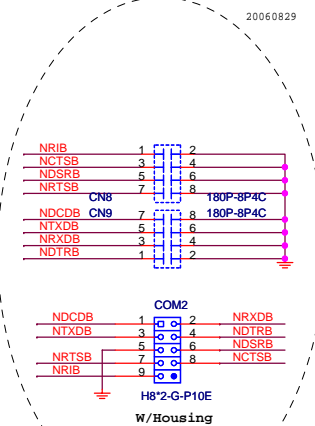 20060829
NRIB 1 2
NCTSB 3 4
NDSRB 5 6
NRTSB 7 8
CN8 180P-8P4C
NDCDB CN9 7 8 180P-8P4C
NTXDB 5 6
NRXDB 3 4
NDTRB 1 2
COM2
NDCDB 1 2 NRXDB
NTXDB 3 4 NDTRB
5 6 NDSRB
NRTSB 7 8 NCTSB
NRIB 9
H8*2-G-P10E
W/Housing